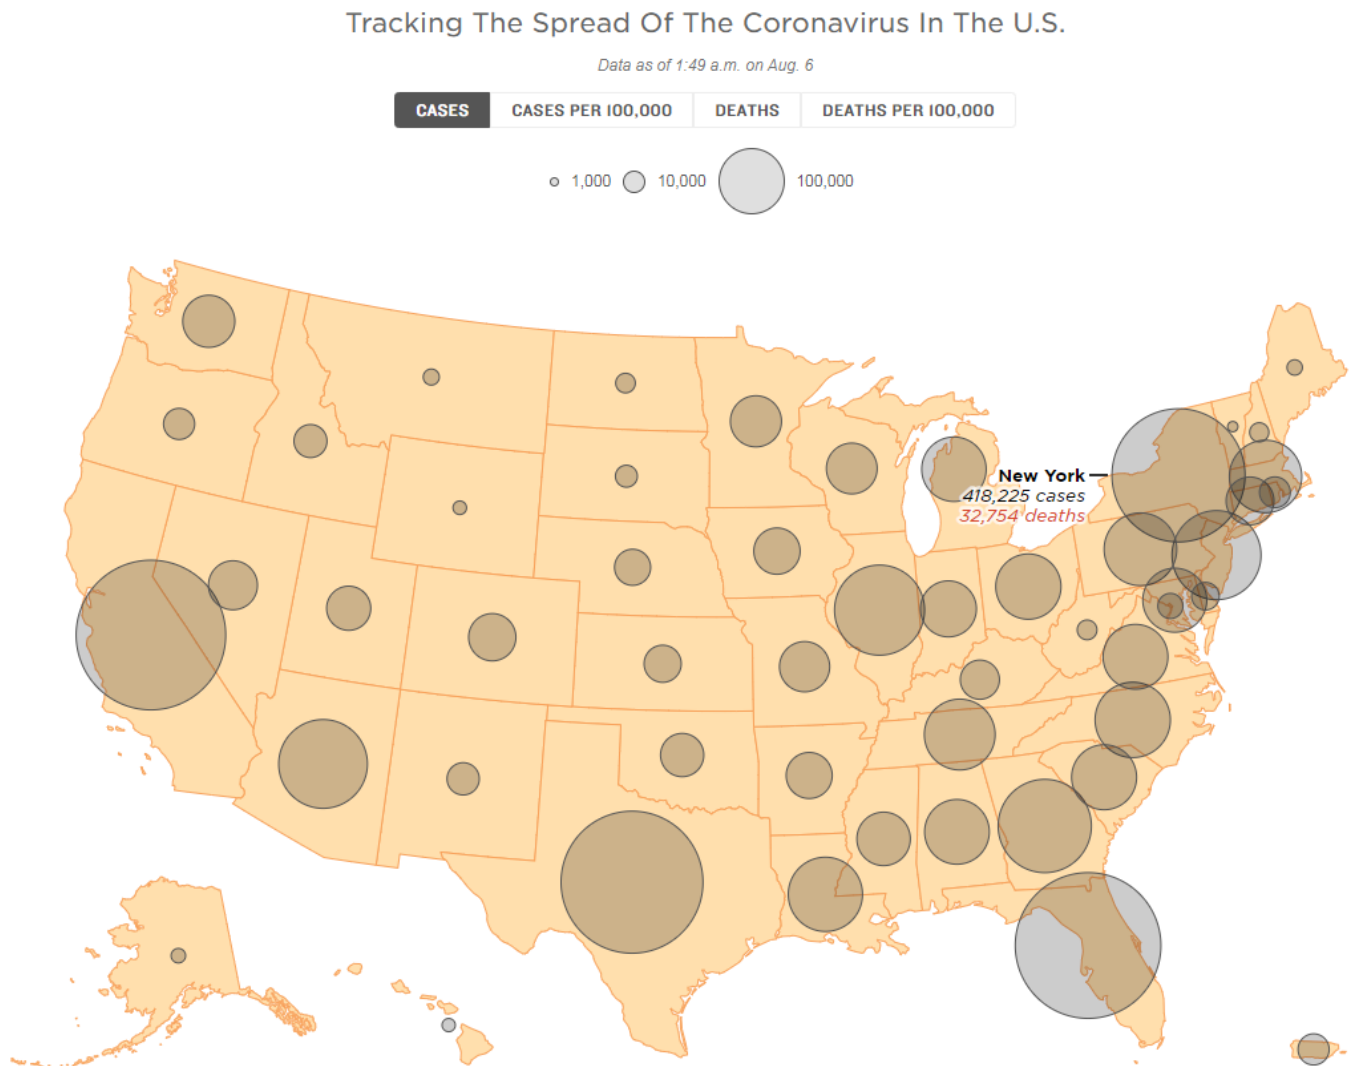 Tracking The Spread Of The Coronavirus In The U.S.
Data as of 1:49 a.m. on Aug. 6
CASES CASES PER 100,000 DEATHS DEATHS PER 100,000
1,000 10,000 100,000
New York
418,225 cases
32,754 deaths